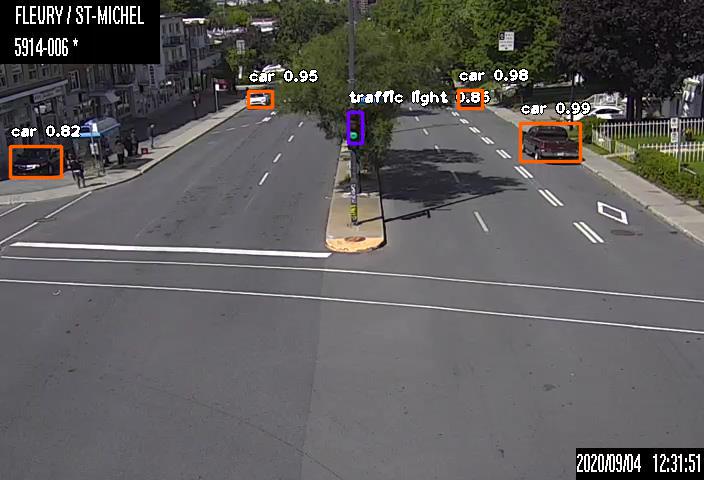 FLEURY / ST-MICHEL
5914-006 *
car 0.95
car 0.98
traffic light 0.86
car 0.99
car 0.82
2020/09/04 12:31:51